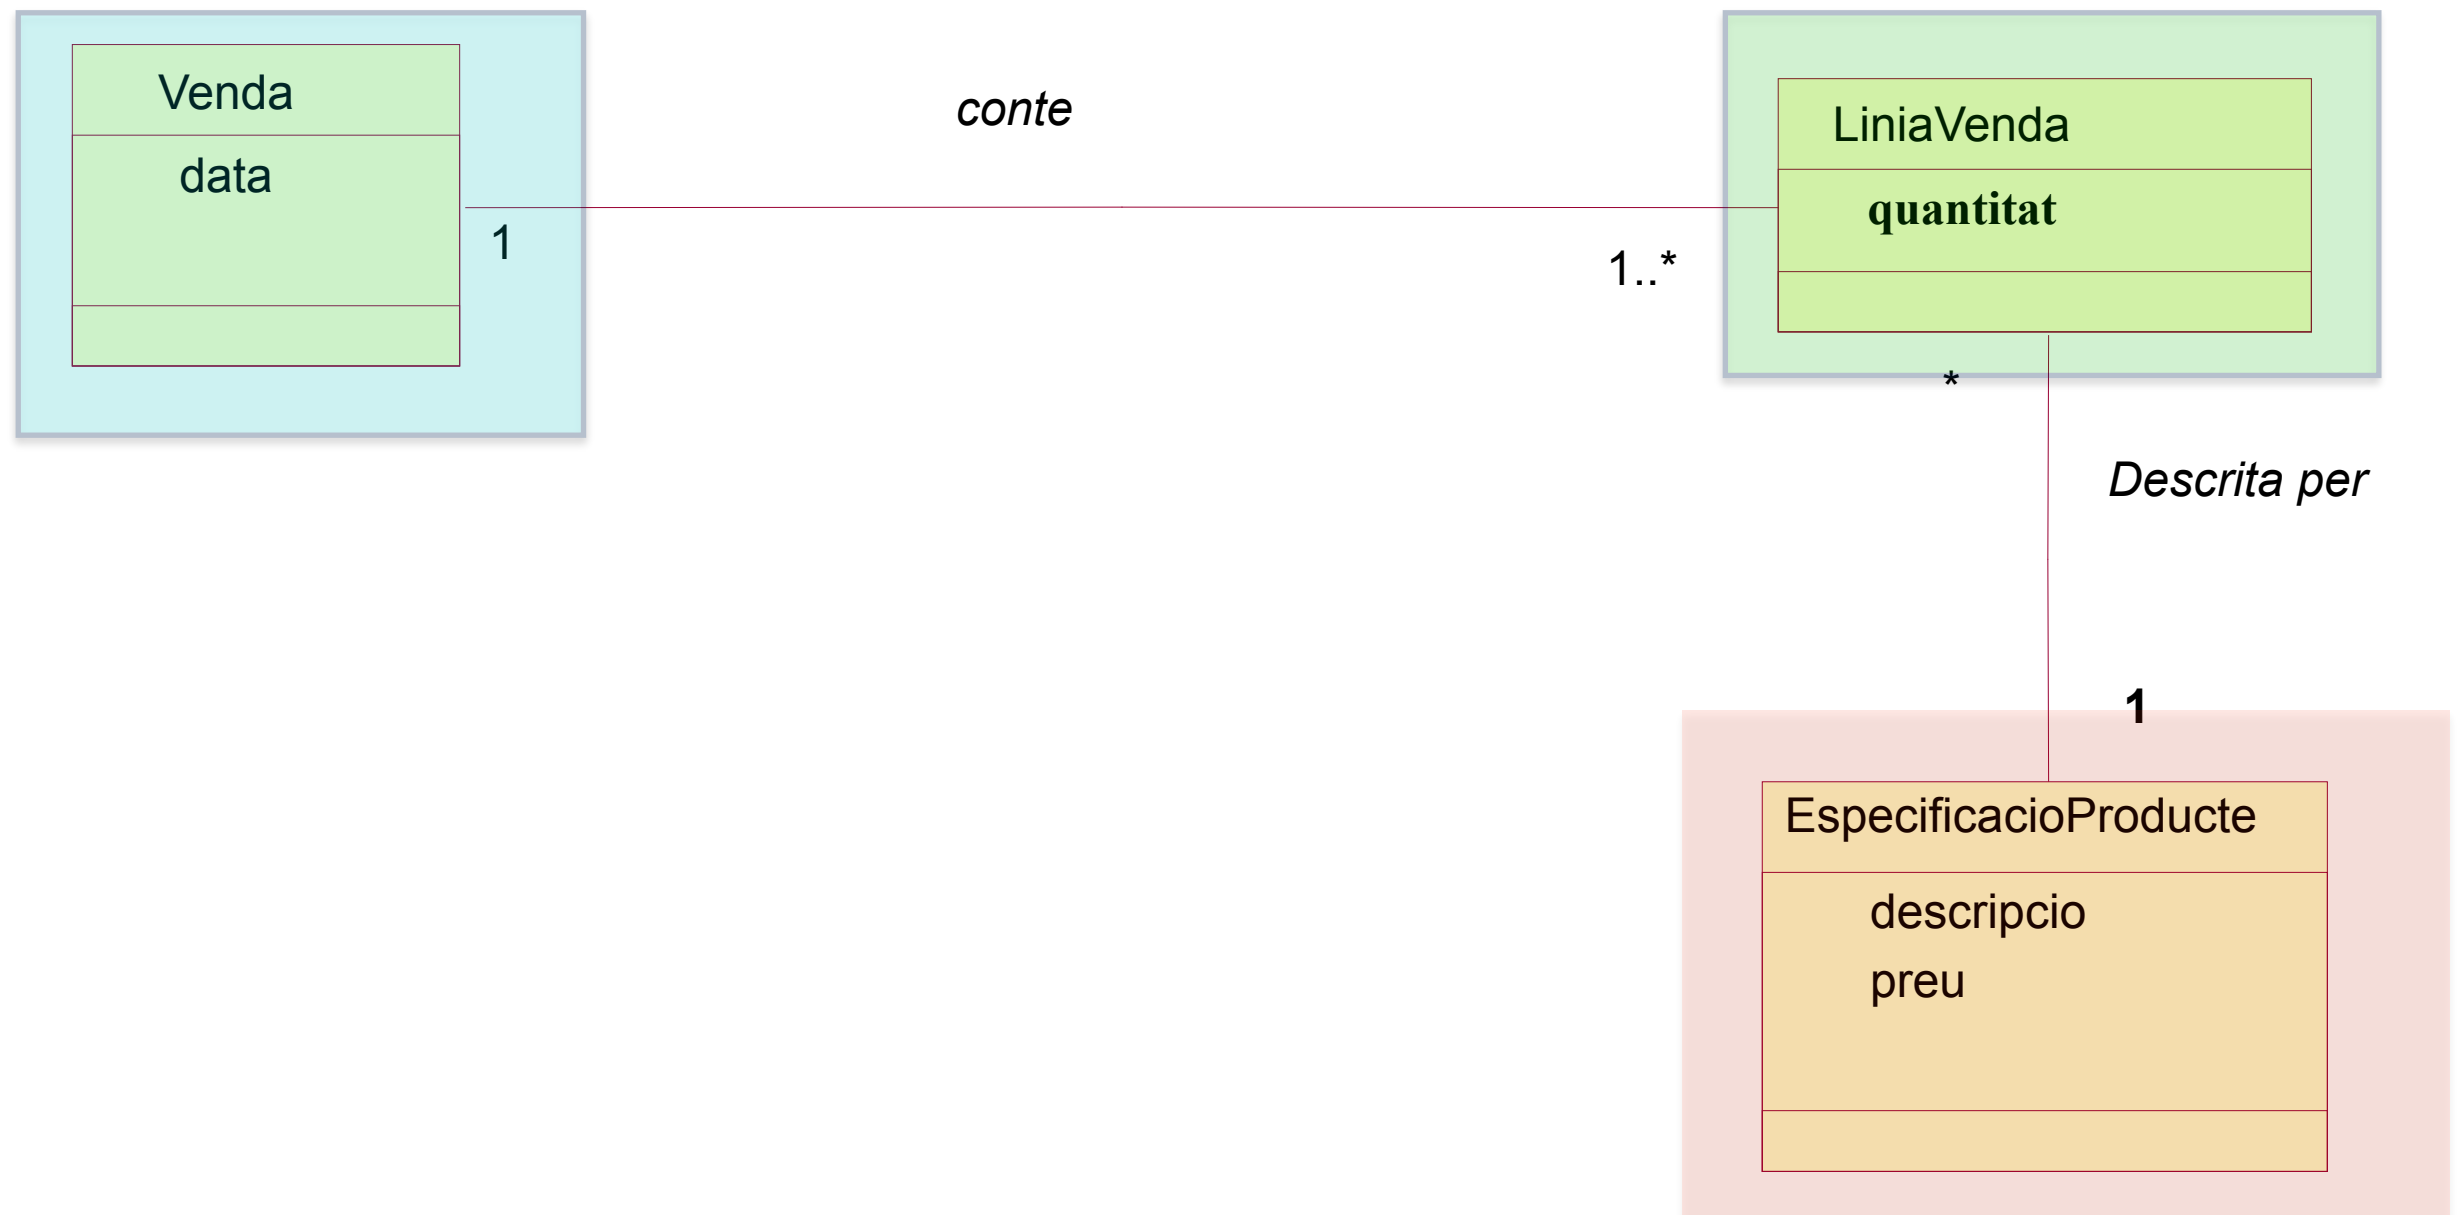 Venda
data
1
conte
1..*
LiniaVenda
quantitat
*
Descrita per
1
EspecificacioProducte
descripcio
preu